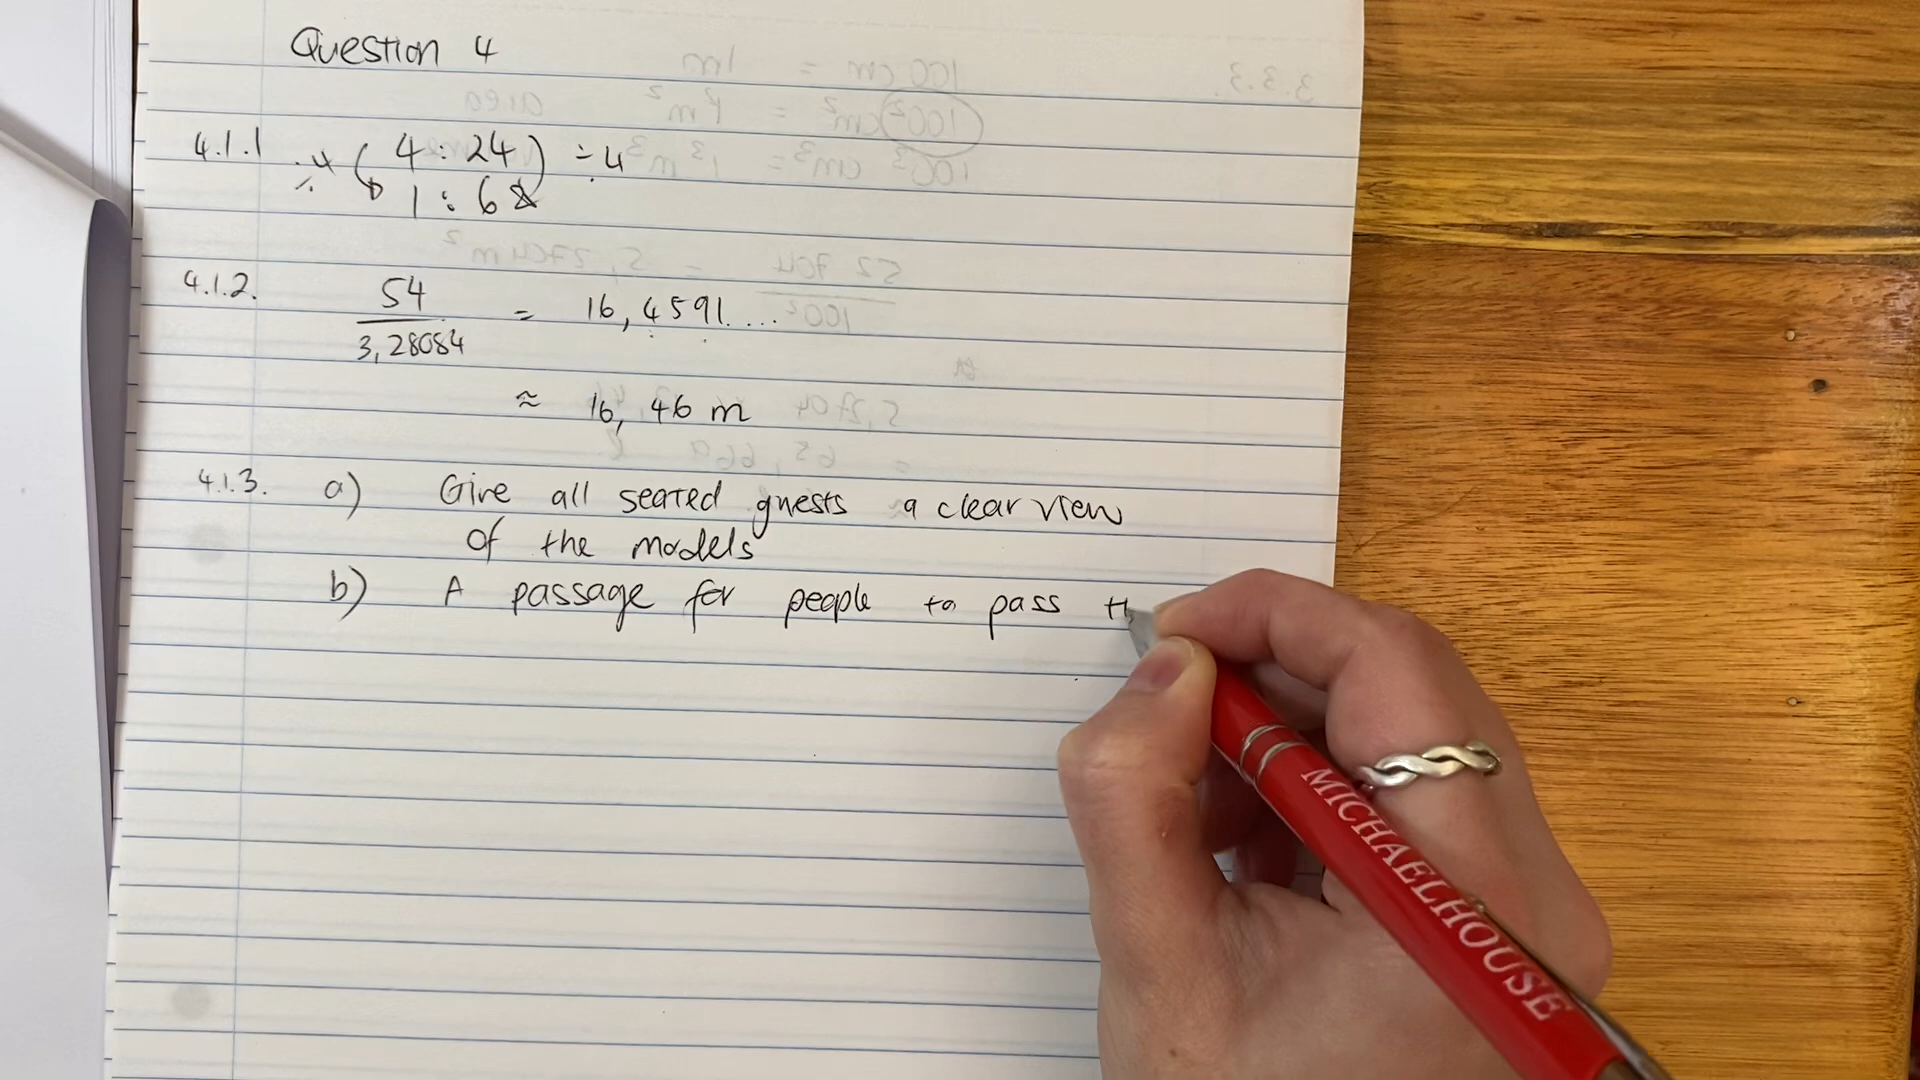 Question 4
4.1.1 ÷4 ( 4 : 24 ) ÷4
1 : 6
4.1.2. 54
3,28084
= 16,4591....
≈ 16,46 m
4.1.3. a) Give all seated guests a clear view
of the models
b) A passage for people to pass th
MICHAELHOUSE